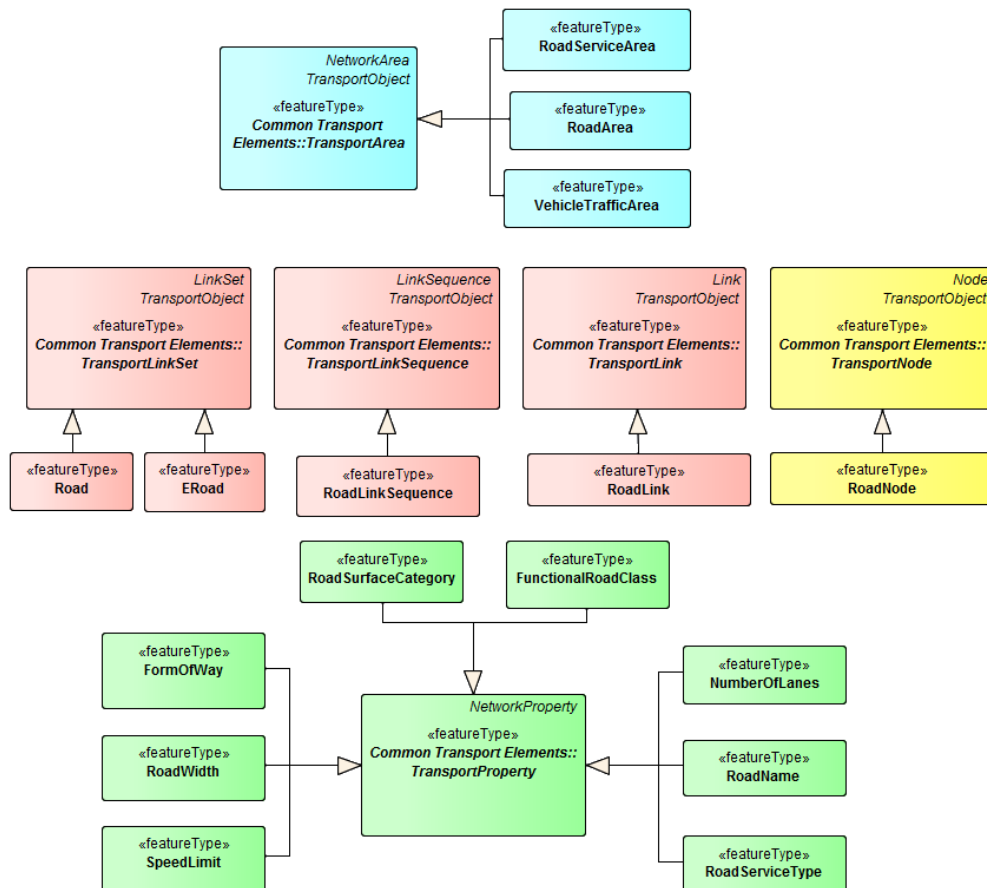 «featureType»
RoadServiceArea
NetworkArea
TransportObject
«featureType»
Common Transport
Elements::TransportArea
«featureType»
RoadArea
«featureType»
VehicleTrafficArea
LinkSet
TransportObject
«featureType»
Common Transport Elements::
TransportLinkSet
LinkSequence
TransportObject
«featureType»
Common Transport Elements::
TransportLinkSequence
Link
TransportObject
«featureType»
Common Transport Elements::
TransportLink
Node
TransportObject
«featureType»
Common Transport Elements::
TransportNode
«featureType»
Road
«featureType»
ERoad
«featureType»
RoadLinkSequence
«featureType»
RoadLink
«featureType»
RoadNode
«featureType»
RoadSurfaceCategory
«featureType»
FunctionalRoadClass
«featureType»
FormOfWay
«featureType»
RoadWidth
«featureType»
SpeedLimit
NetworkProperty
«featureType»
Common Transport Elements::
TransportProperty
«featureType»
NumberOfLanes
«featureType»
RoadName
«featureType»
RoadServiceType